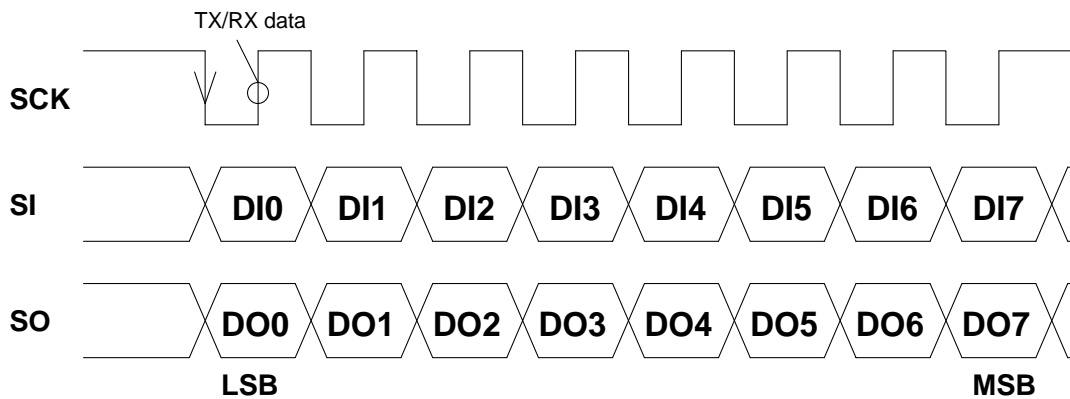 TX/RX data
SCK
SI DI0 DI1 DI2 DI3 DI4 DI5 DI6 DI7
SO DO0 DO1 DO2 DO3 DO4 DO5 DO6 DO7
LSB MSB